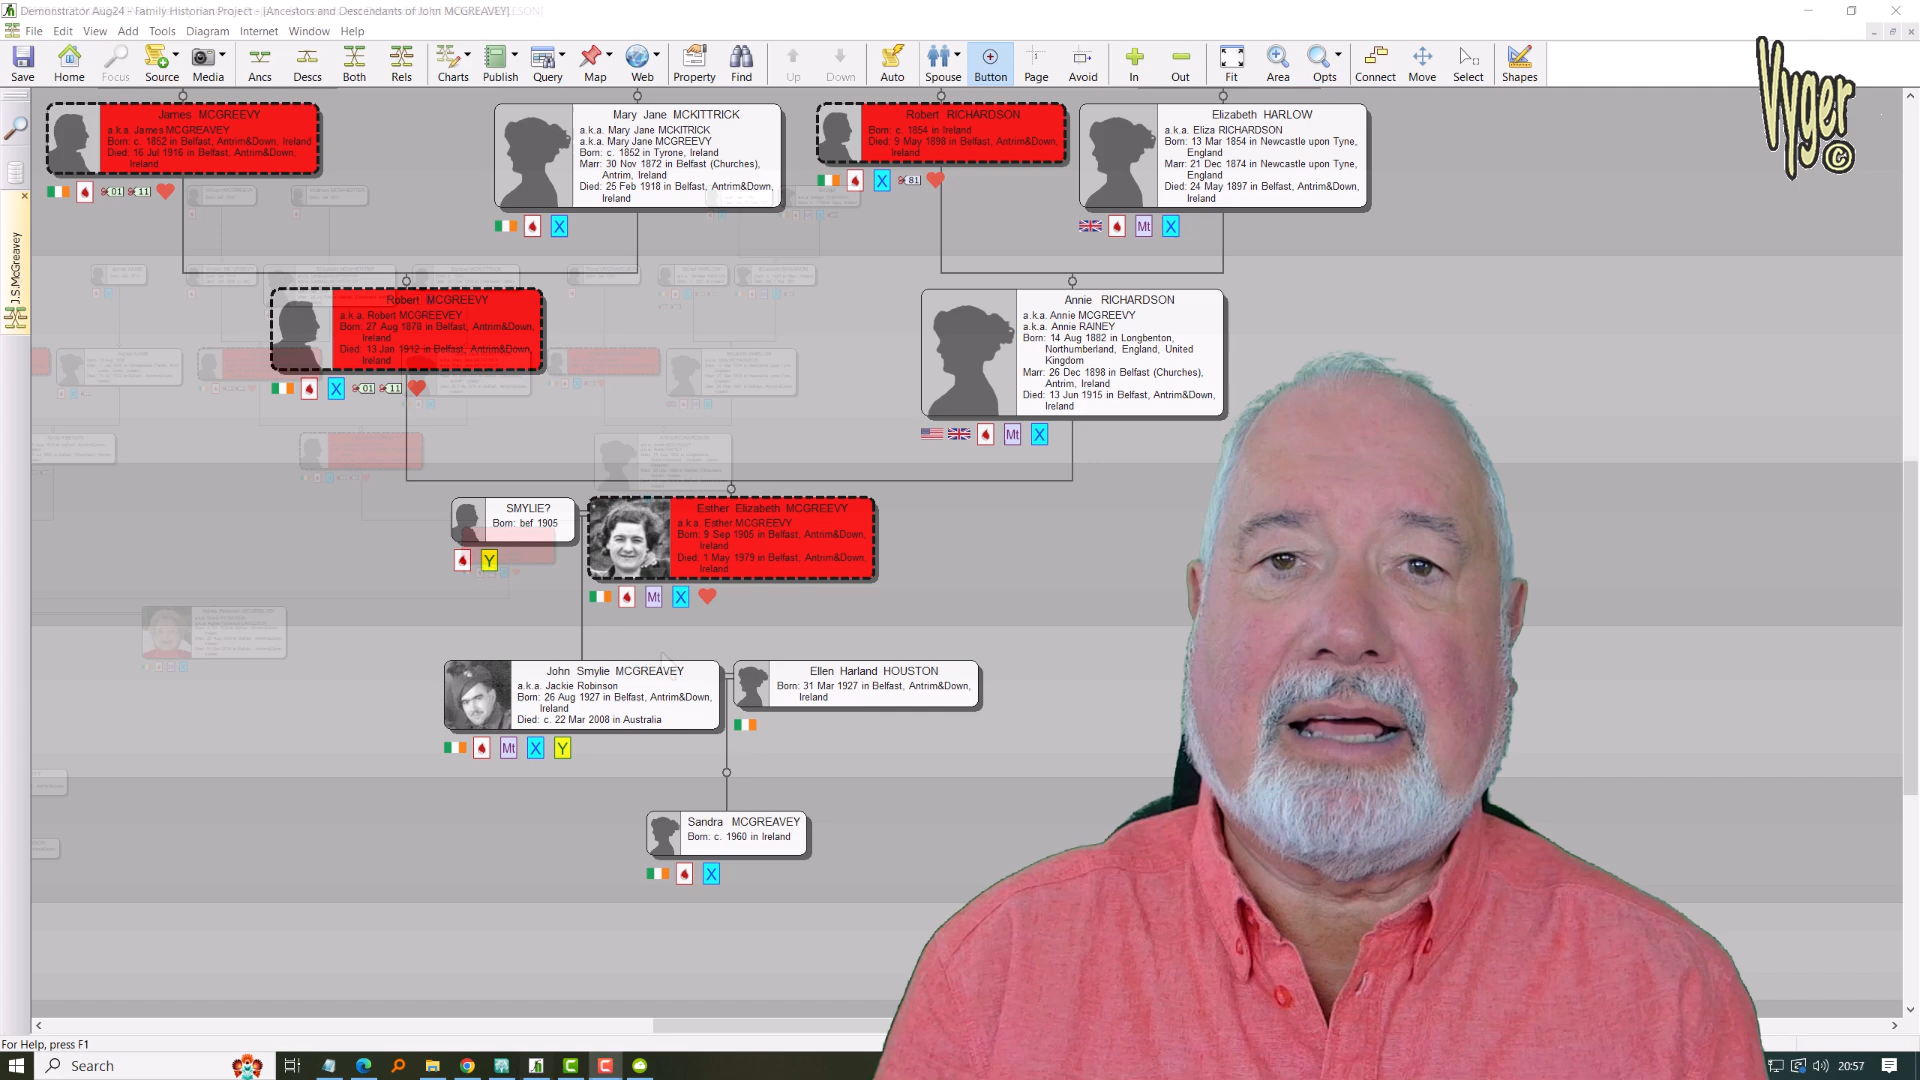 Demonstrator Aug24 - Family Historian Project - [Ancestors and Descendants of John MCGREAVEY]
File Edit View Add Tools Diagram Internet Window Help
Save Home Focus Source Media Ancs Descs Both Rels Charts Publish Query Map Web Property Find Up Down Auto Spouse Button Page Avoid In Out Fit Area Opts Connect Move Select Shapes
Vyger ©
J.S.McGreavey
James MCGREEVY
a.k.a. James MCGREAVEY
Born: c. 1852 in Belfast, Antrim&Down, Ireland
Died: 16 Jul 1916 in Belfast, Antrim&Down,
Ireland
01 11
Mary Jane MCKITTRICK
a.k.a. Mary Jane MCKITRICK
a.k.a. Mary Jane MCGREEVY
Born: c. 1852 in Tyrone, Ireland
Marr: 30 Nov 1872 in Belfast (Churches),
Antrim, Ireland
Died: 25 Feb 1918 in Belfast, Antrim&Down,
Ireland
X
Robert RICHARDSON
Born: c. 1854 in Ireland
Died: 9 May 1898 in Belfast, Antrim&Down,
Ireland
X 81
Elizabeth HARLOW
a.k.a. Eliza RICHARDSON
Born: 13 Mar 1854 in Newcastle upon Tyne,
England
Marr: 21 Dec 1874 in Newcastle upon Tyne,
England
Died: 24 May 1897 in Belfast, Antrim&Down,
Ireland
Mt X
Robert MCGREEVY
a.k.a. Robert MCGREEVEY
Born: 27 Aug 1878 in Belfast, Antrim&Down,
Ireland
Died: 13 Jan 1912 in Belfast, Antrim&Down,
Ireland
X 01 11
Annie RICHARDSON
a.k.a. Annie MCGREEVY
a.k.a. Annie RAINEY
Born: 14 Aug 1882 in Longbenton,
Northumberland, England, United
Kingdom
Marr: 26 Dec 1898 in Belfast (Churches),
Antrim, Ireland
Died: 13 Jun 1915 in Belfast, Antrim&Down,
Ireland
Mt X
SMYLIE?
Born: bef 1905
Y
Esther Elizabeth MCGREEVY
a.k.a. Esther MCGREEVY
Born: 9 Sep 1905 in Belfast, Antrim&Down,
Ireland
Died: 1 May 1979 in Belfast, Antrim&Down,
Ireland
Mt X
John Smylie MCGREAVEY
a.k.a. Jackie Robinson
Born: 26 Aug 1927 in Belfast, Antrim&Down,
Ireland
Died: c. 22 Mar 2008 in Australia
Mt X Y
Ellen Harland HOUSTON
Born: 31 Mar 1927 in Belfast, Antrim&Down,
Ireland
Sandra MCGREAVEY
Born: c. 1960 in Ireland
X
For Help, press F1
Search
20:57